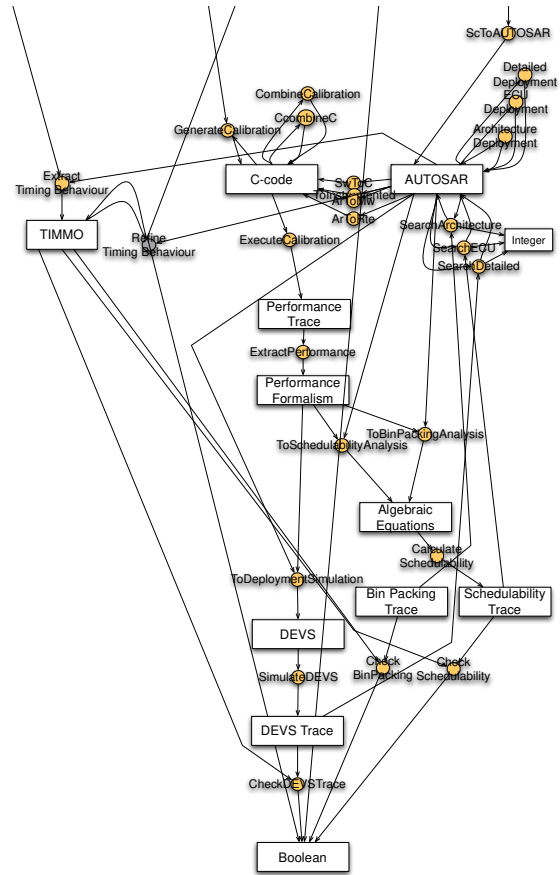 ScToAUTOSAR
Detailed
Deployment
ECU
Deployment
CombineCalibration
CcombineC
GenerateCalibration
Architecture
Deployment
Extract
Timing Behaviour
C-code
SwToC
AUTOSAR
TIMMO
Refine
Timing Behaviour
ExecuteCalibration
SearchArchitecture
SearchECU
SearchDetailed
Integer
Performance
Trace
ExtractPerformance
Performance
Formalism
ToSchedulabilityAnalysis
ToBinPackingAnalysis
Algebraic
Equations
Calculate
Schedulability
ToDeploymentSimulation
Bin Packing
Trace
Schedulability
Trace
DEVS
SimulateDEVS
Check
BinPacking
Check
Schedulability
DEVS Trace
CheckDEVSTrace
Boolean